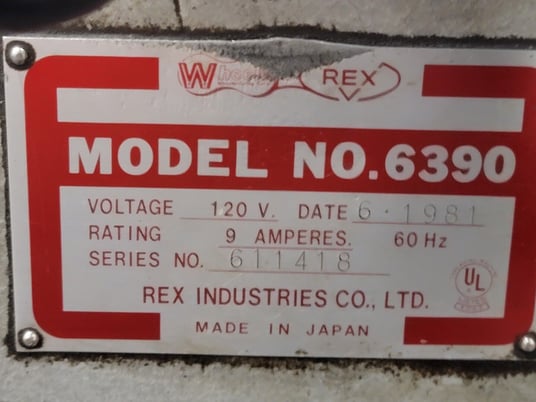 REX
MODEL NO.6390
VOLTAGE 120 V. DATE 6・1981
RATING 9 AMPERES. 60 Hz
SERIES NO. 611418
UL
REX INDUSTRIES CO., LTD.
MADE IN JAPAN